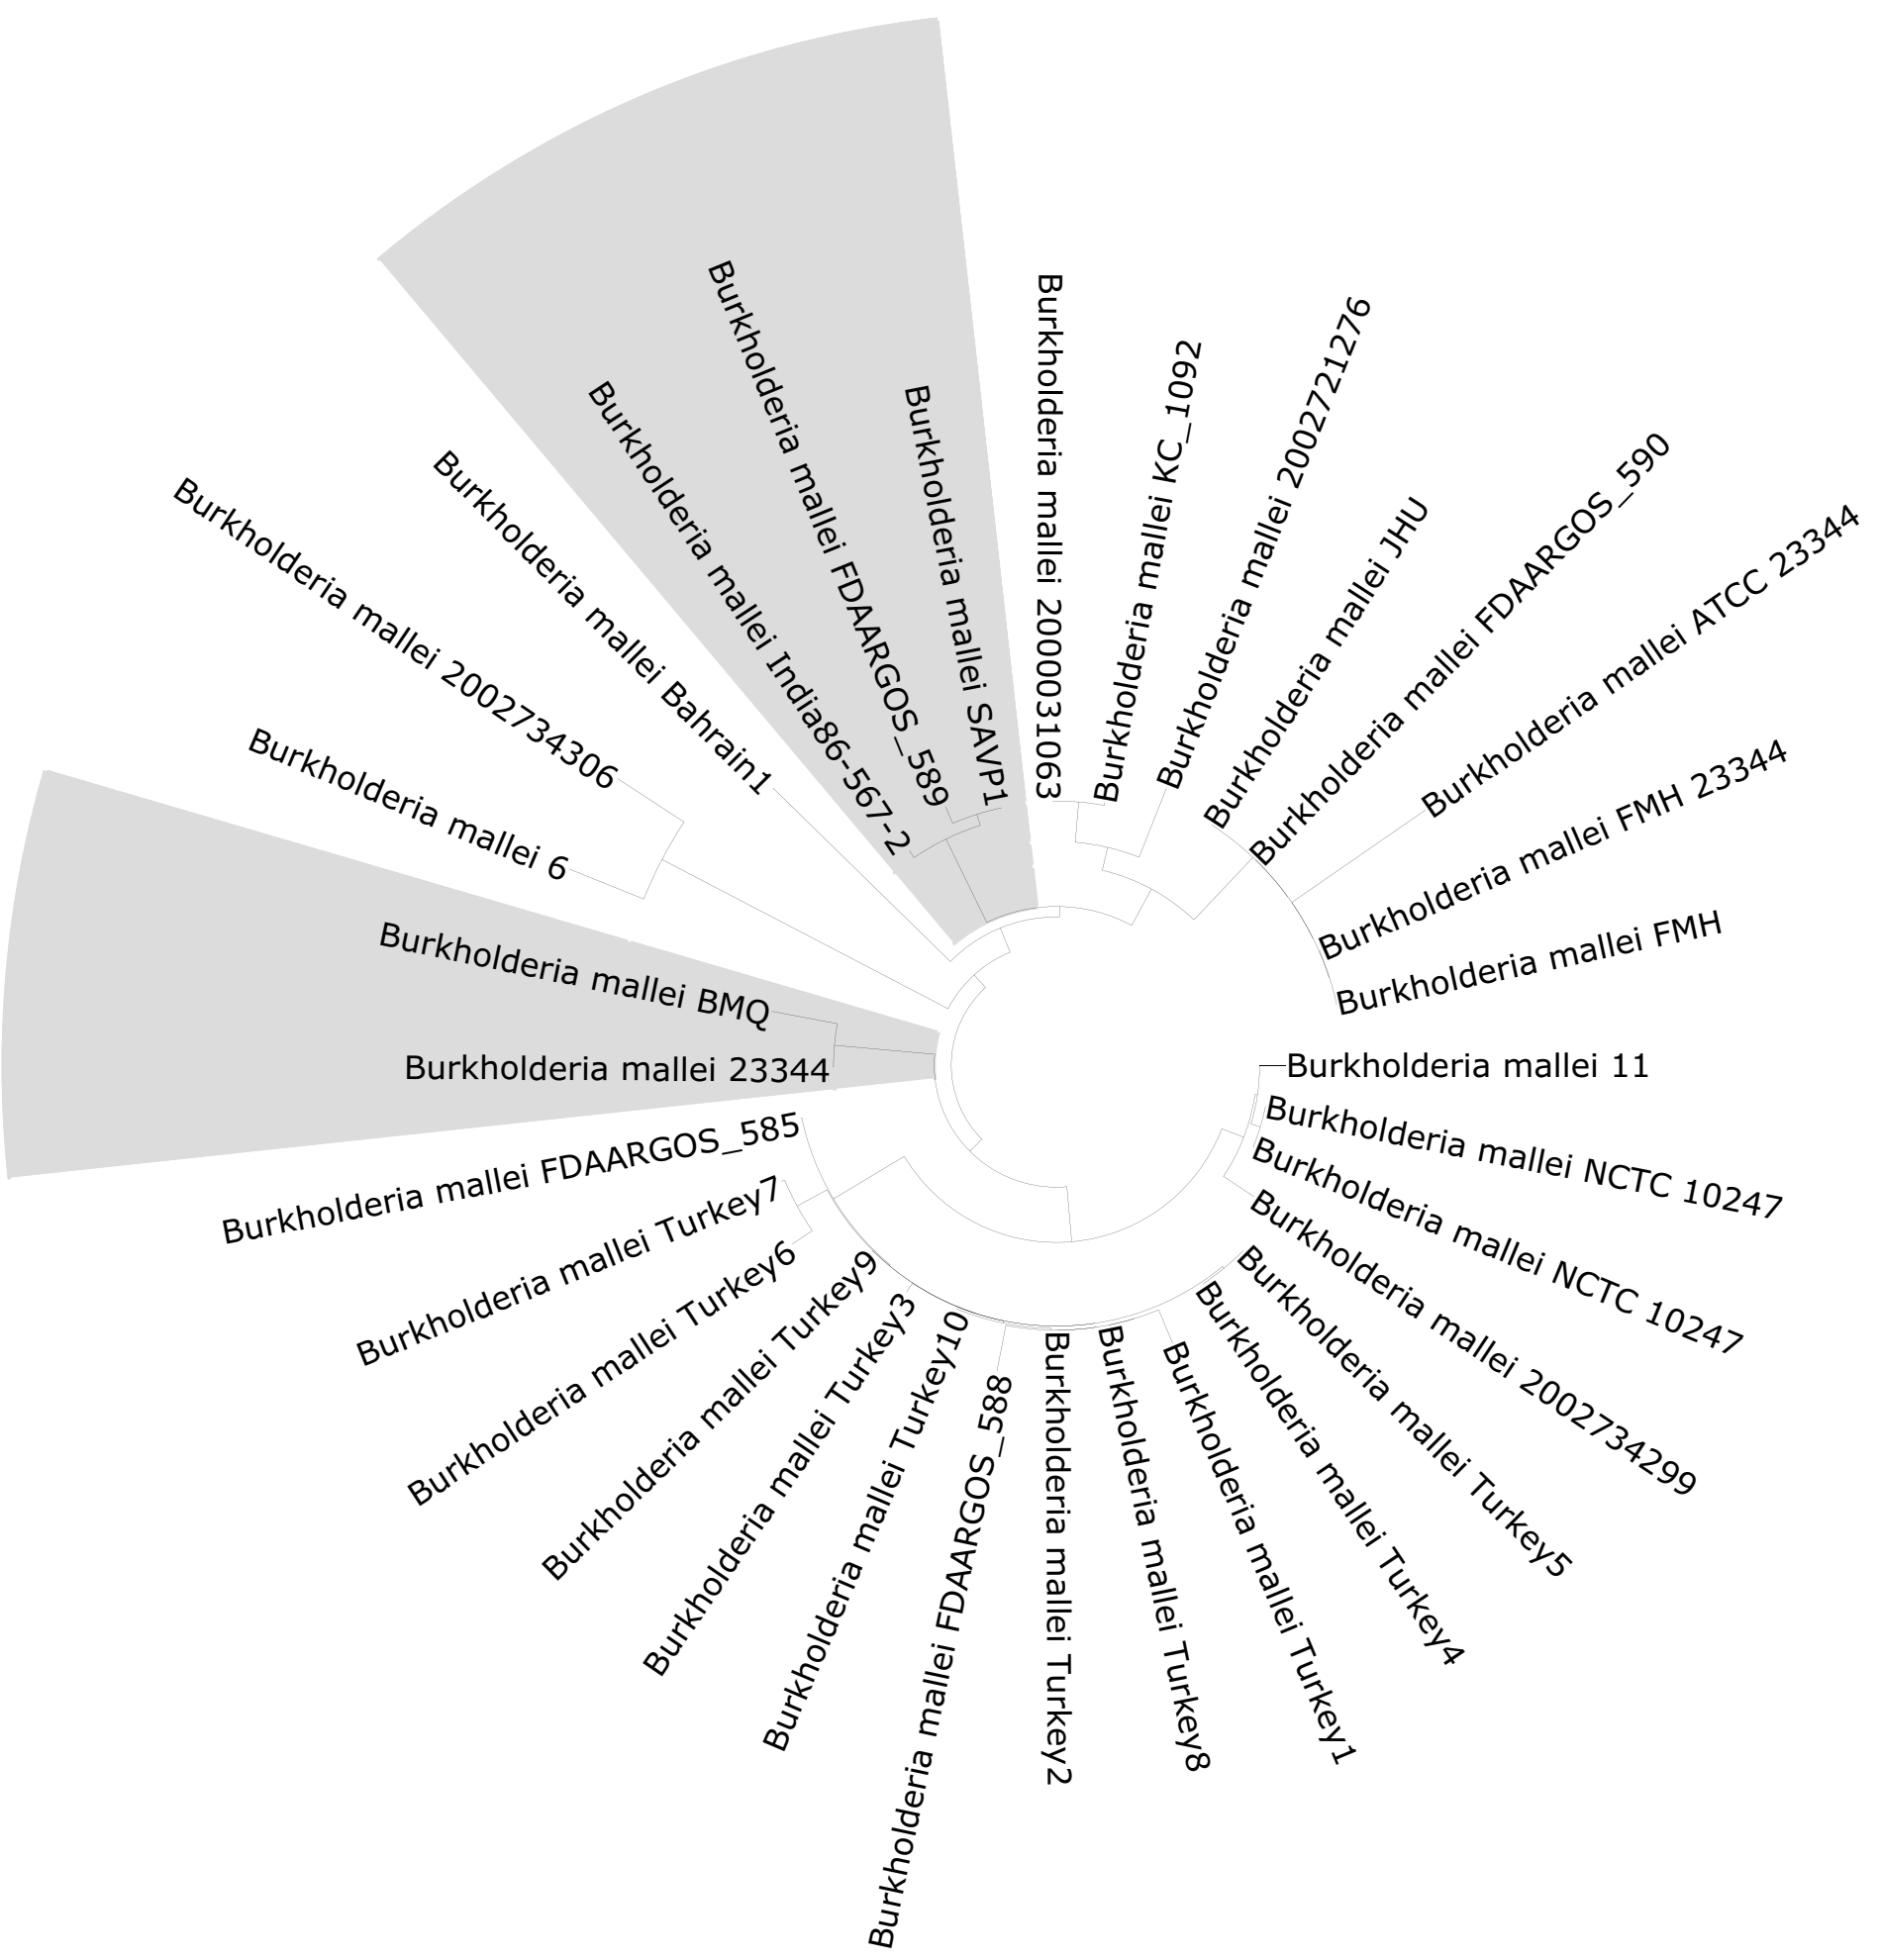 Burkholderia mallei 2000031063
Burkholderia mallei KC_1092
Burkholderia mallei 2002721276
Burkholderia mallei JHU
Burkholderia mallei FDAARGOS_590
Burkholderia mallei ATCC 23344
Burkholderia mallei FMH 23344
Burkholderia mallei FMH
Burkholderia mallei 11
Burkholderia mallei NCTC 10247
Burkholderia mallei NCTC 10247
Burkholderia mallei 2002734299
Burkholderia mallei Turkey5
Burkholderia mallei Turkey4
Burkholderia mallei Turkey1
Burkholderia mallei Turkey8
Burkholderia mallei Turkey2
Burkholderia mallei FDAARGOS_588
Burkholderia mallei Turkey10
Burkholderia mallei Turkey3
Burkholderia mallei Turkey9
Burkholderia mallei Turkey6
Burkholderia mallei Turkey7
Burkholderia mallei FDAARGOS_585
Burkholderia mallei 23344
Burkholderia mallei BMQ
Burkholderia mallei 6
Burkholderia mallei 2002734306
Burkholderia mallei Bahrain1
Burkholderia mallei India86-567-2
Burkholderia mallei FDAARGOS_589
Burkholderia mallei SAVP1